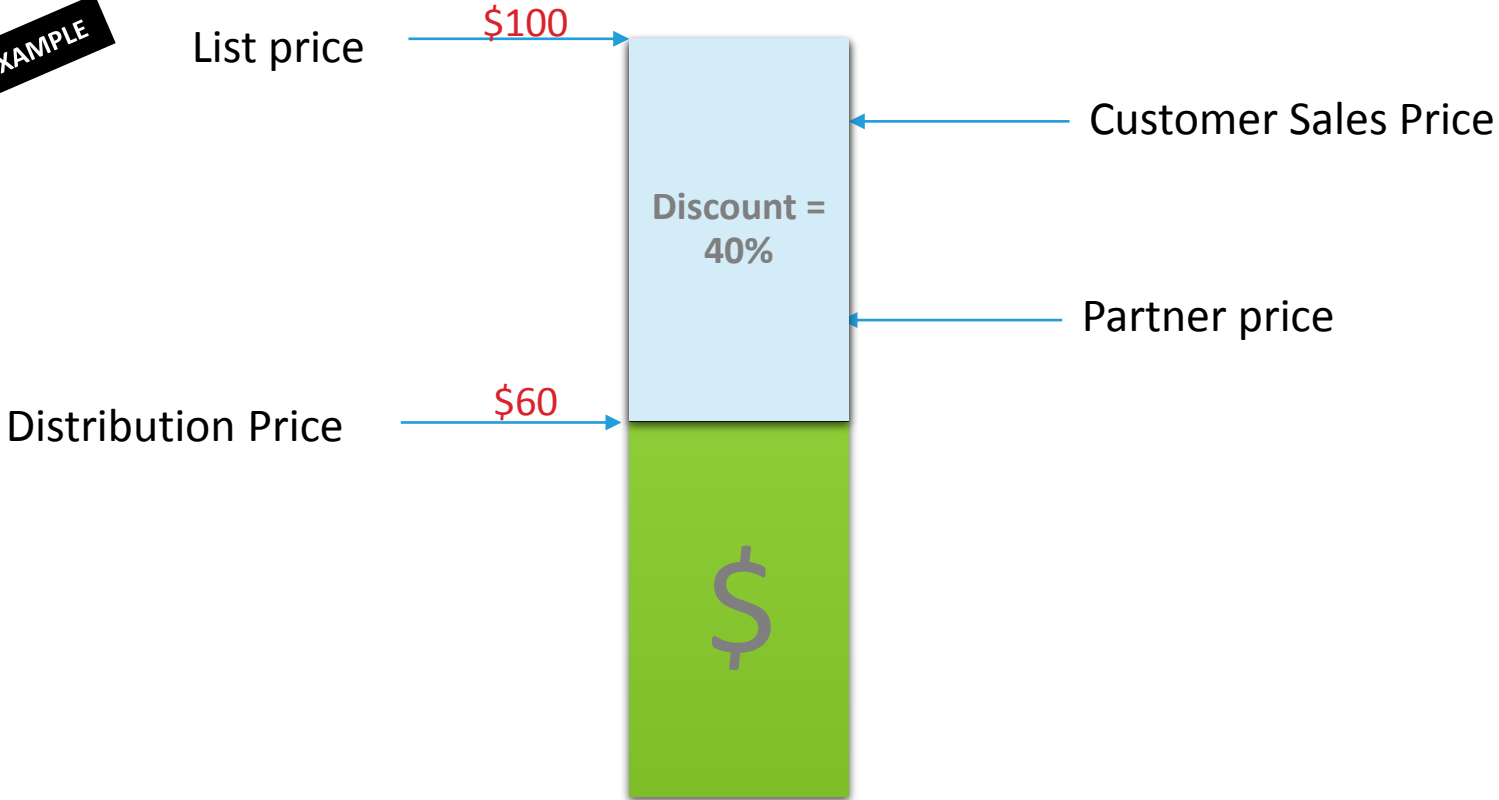 XAMPLE
List price
$100
Customer Sales Price
Discount =
40%
Partner price
Distribution Price
$60
$